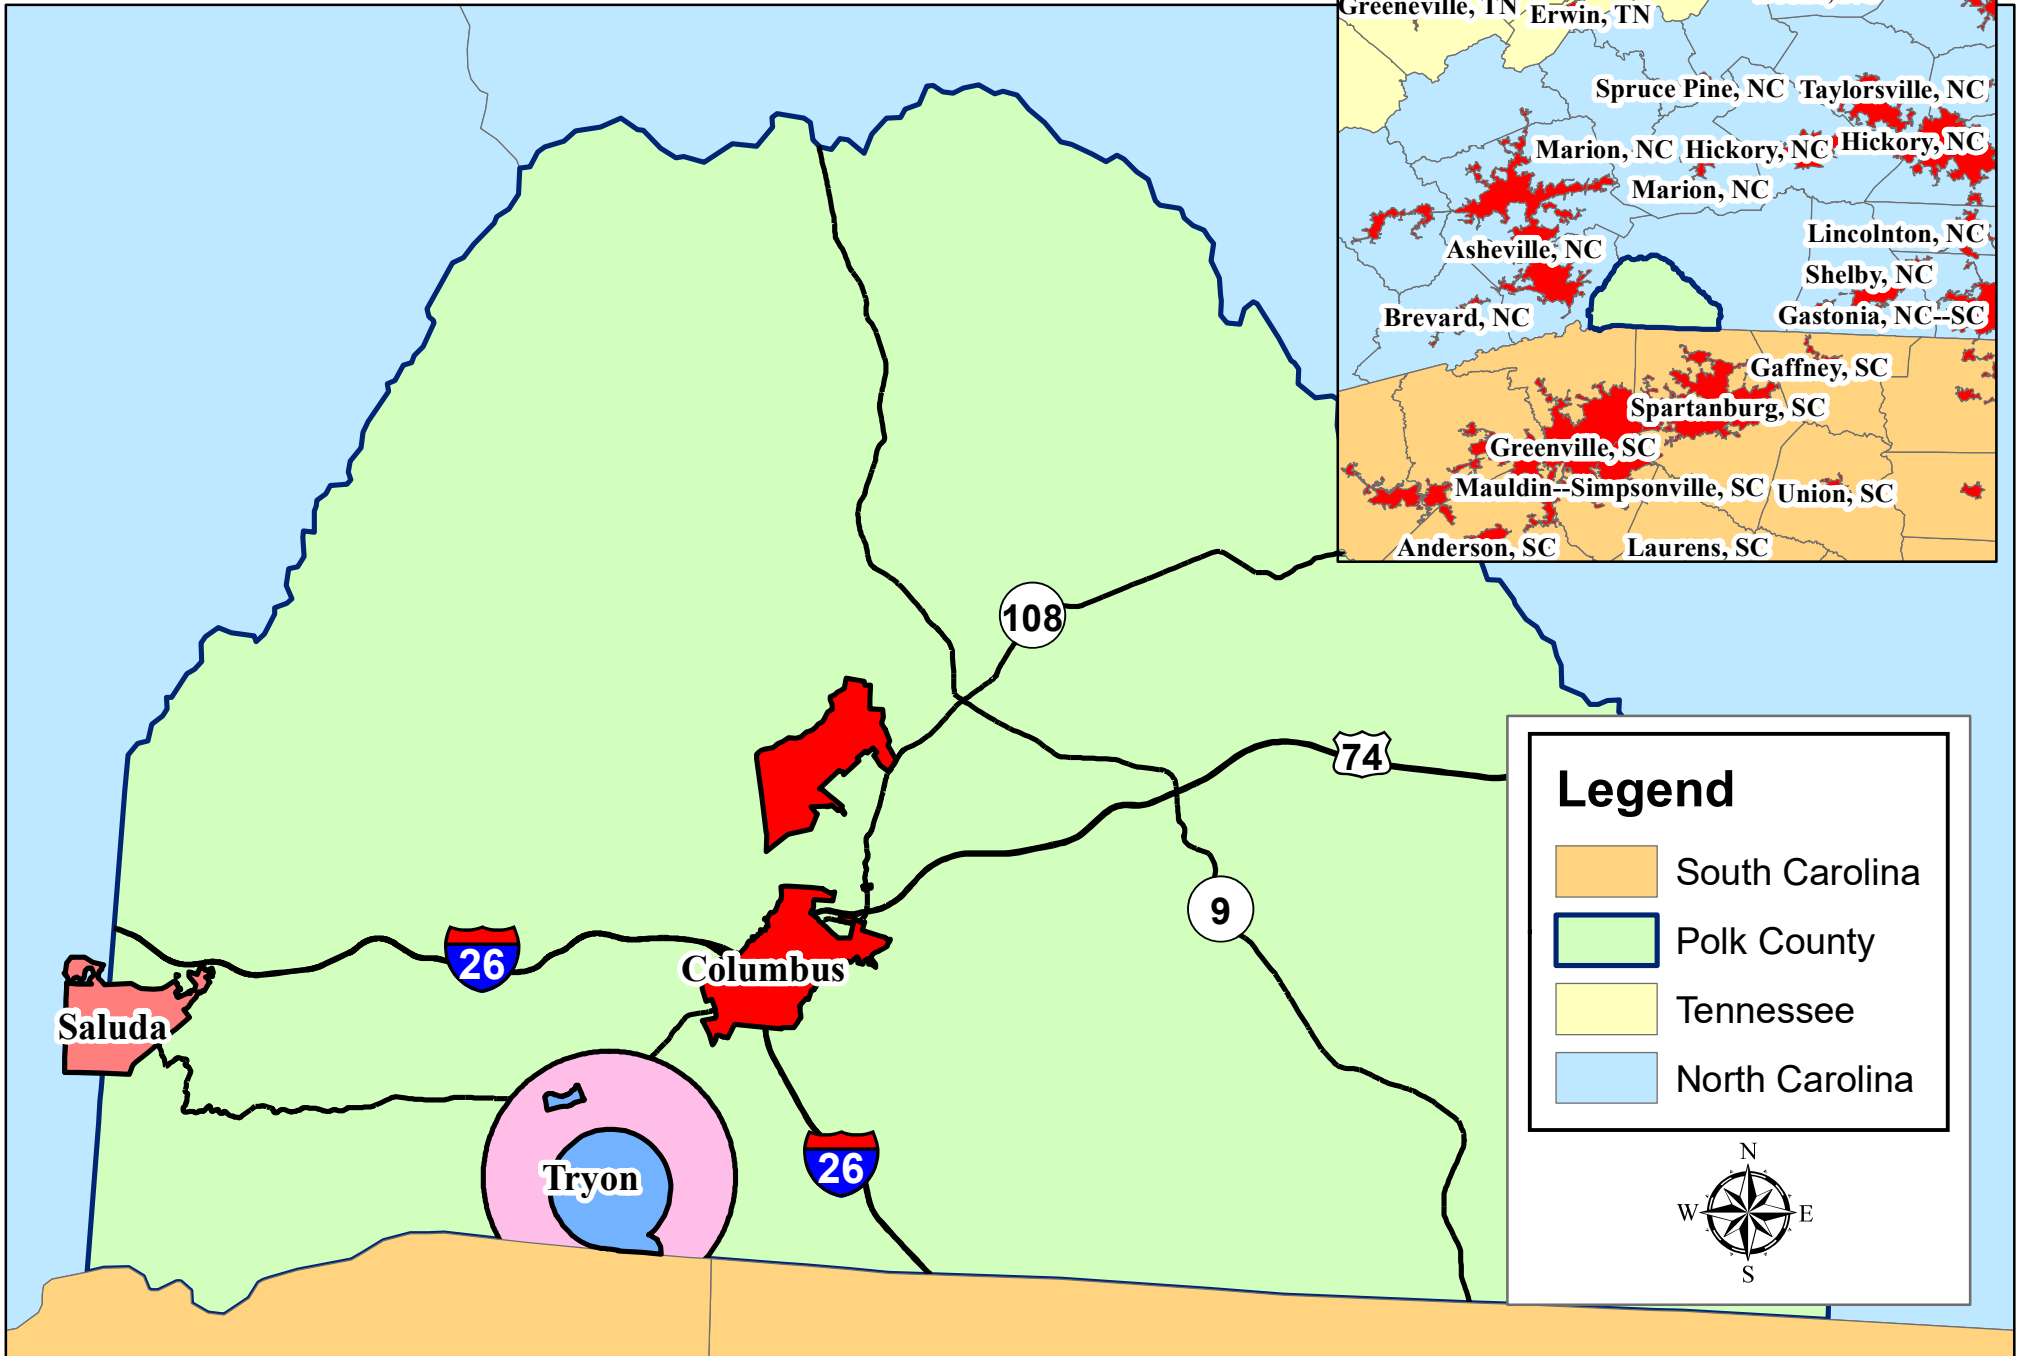 Greeneville, TN
Erwin, TN
Spruce Pine, NC
Taylorsville, NC
Marion, NC
Hickory, NC
Hickory, NC
Marion, NC
Asheville, NC
Lincolnton, NC
Shelby, NC
Brevard, NC
Gastonia, NC--SC
Gaffney, SC
Spartanburg, SC
Greenville, SC
Mauldin--Simpsonville, SC
Union, SC
Anderson, SC
Laurens, SC
108
74
9
26
Columbus
Saluda
Tryon
26
Legend
South Carolina
Polk County
Tennessee
North Carolina
N
W
E
S